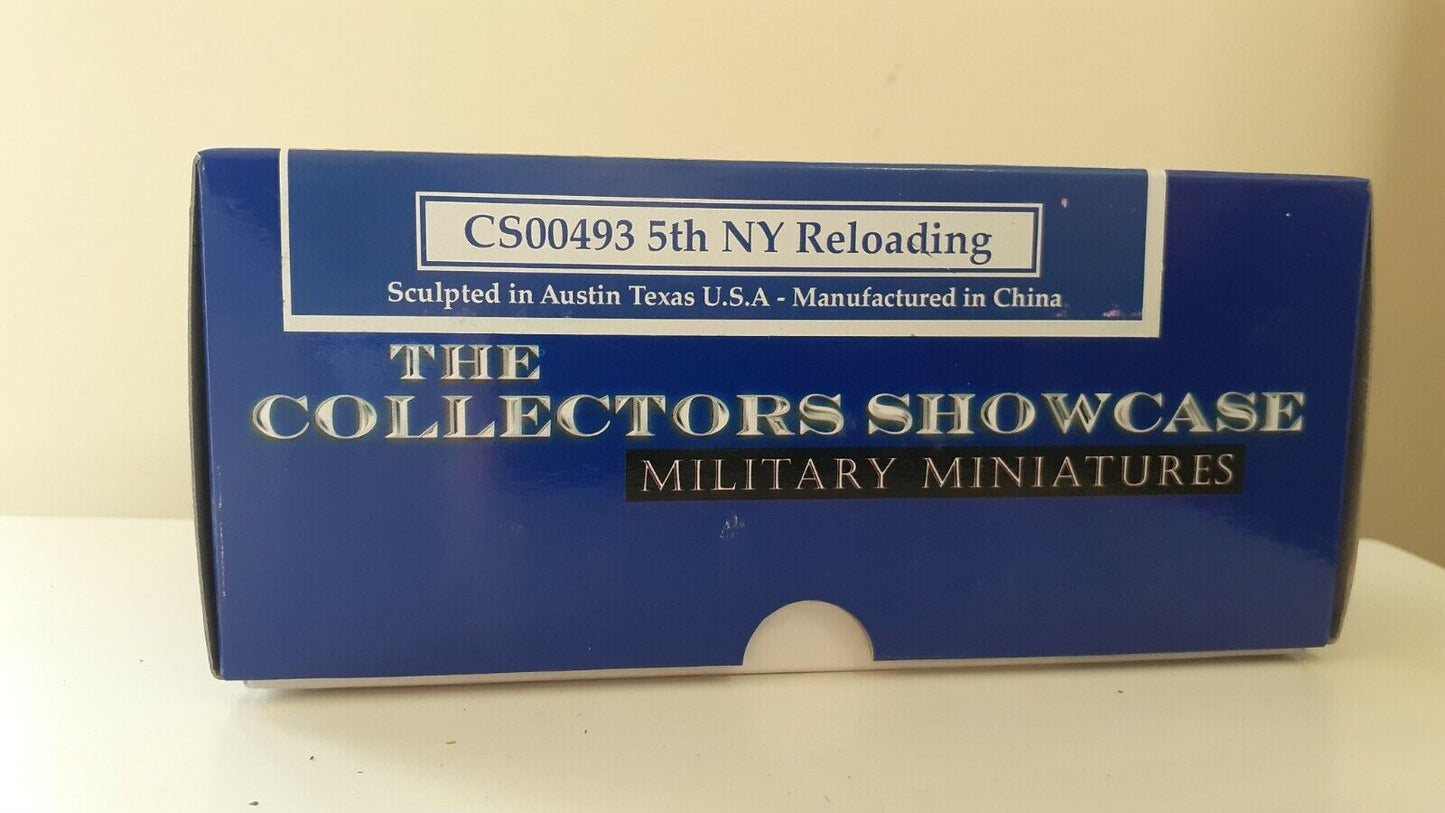 CS00493 5th NY Reloading
Sculpted in Austin Texas U.S.A - Manufactured in China
THE
COLLECTORS SHOWCASE
MILITARY MINIATURES